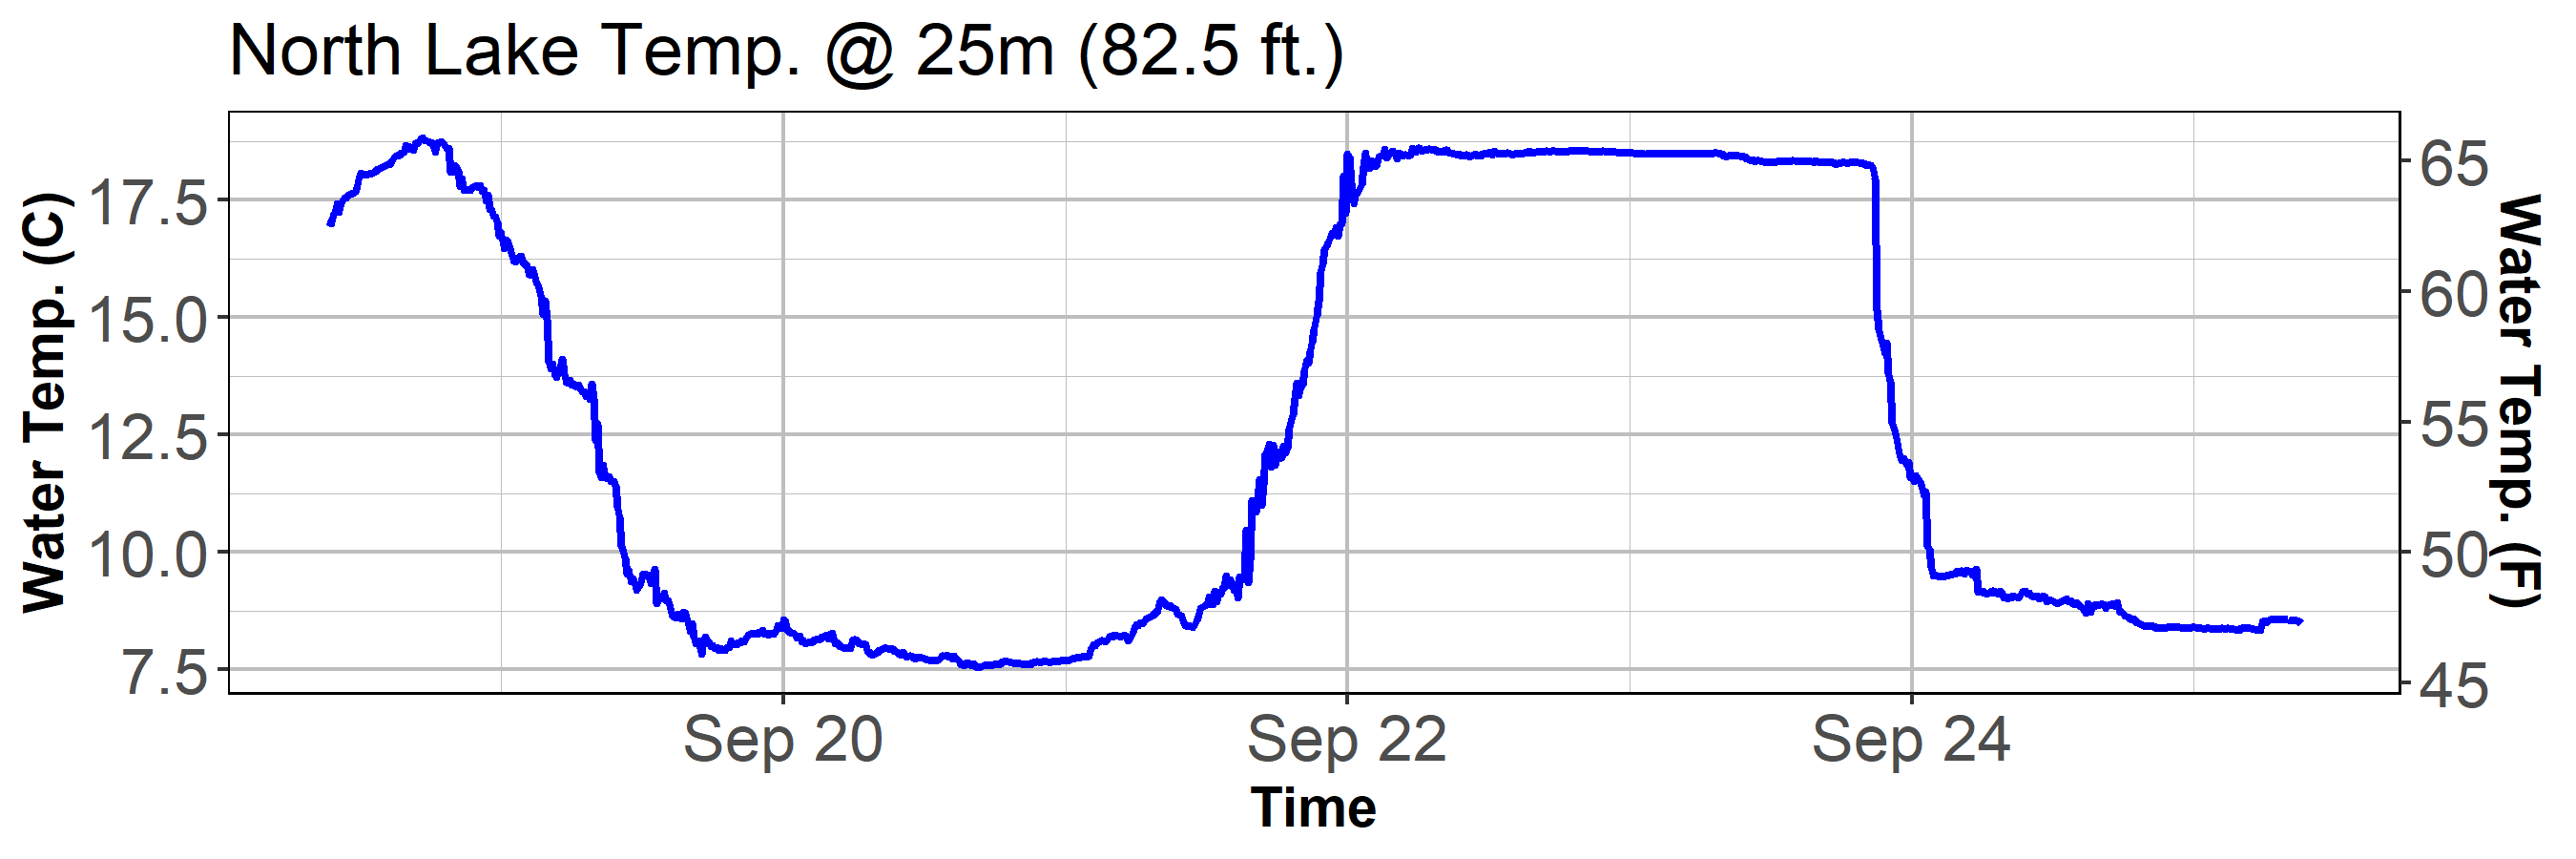 North Lake Temp. @ 25m (82.5 ft.)
Water Temp. (C)
17.5
15.0
12.5
10.0
7.5
65
60
55
50
45
Water Temp. (F)
Sep 20 Sep 22 Sep 24
Time